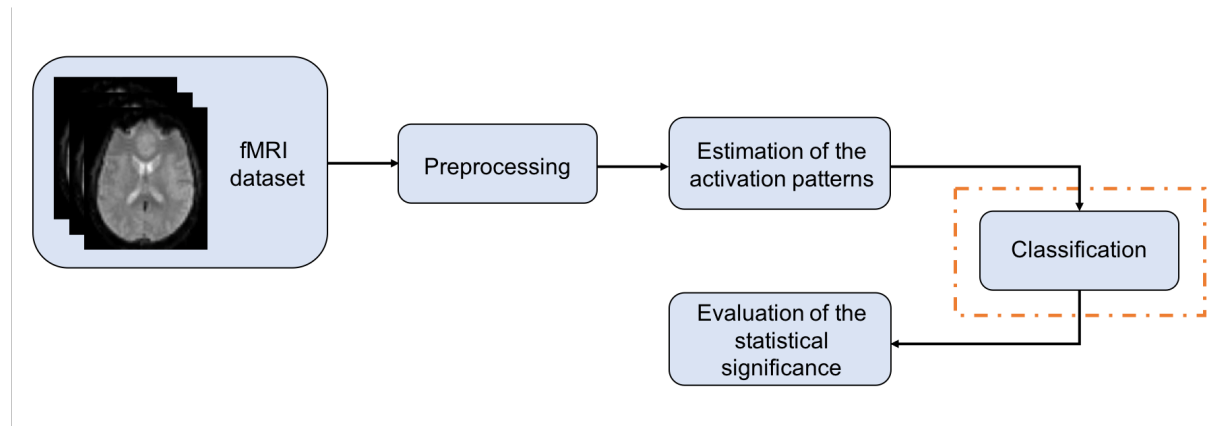 fMRI
dataset
Preprocessing
Estimation of the
activation patterns
Classification
Evaluation of the
statistical
significance